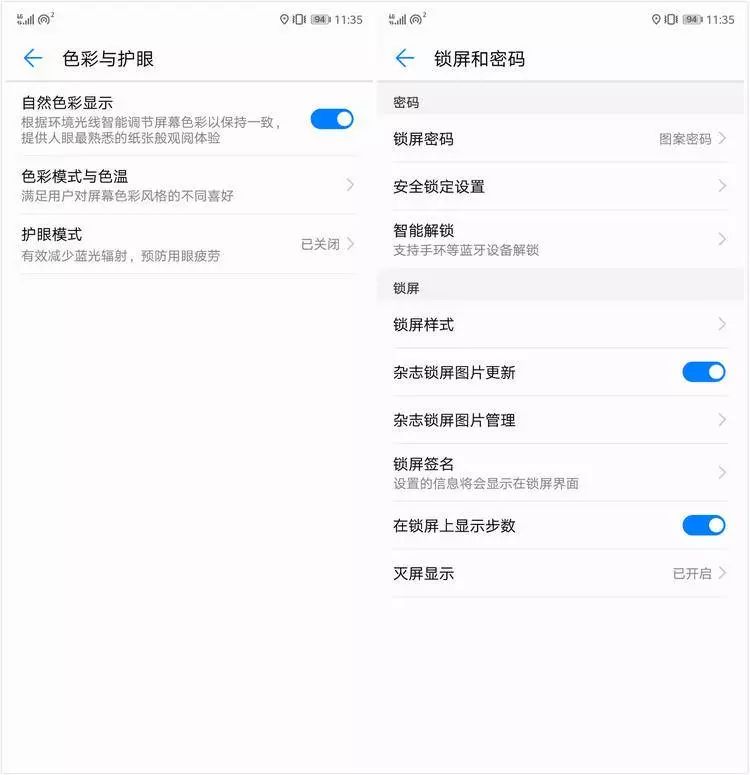 4G 2 94 11:35
色彩与护眼
自然色彩显示
根据环境光线智能调节屏幕色彩以保持一致，
提供人眼最熟悉的纸张般观阅体验
色彩模式与色温
满足用户对屏幕色彩风格的不同喜好
护眼模式
已关闭
有效减少蓝光辐射，预防用眼疲劳
4G 2 94 11:35
锁屏和密码
密码
锁屏密码 图案密码
安全锁定设置
智能解锁
支持手环等蓝牙设备解锁
锁屏
锁屏样式
杂志锁屏图片更新
杂志锁屏图片管理
锁屏签名
设置的信息将会显示在锁屏界面
在锁屏上显示步数
灭屏显示 已开启